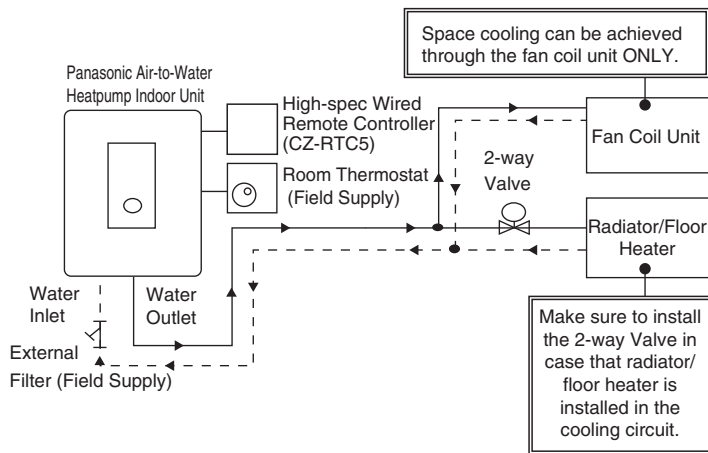 Space cooling can be achieved
through the fan coil unit ONLY.
Panasonic Air-to-Water
Heatpump Indoor Unit
High-spec Wired
Remote Controller
(CZ-RTC5)
Room Thermostat
(Field Supply)
Fan Coil Unit
2-way
Valve
Radiator/Floor
Heater
Water
Inlet
Water
Outlet
External
Filter (Field Supply)
Make sure to install
the 2-way Valve in
case that radiator/
floor heater is
installed in the
cooling circuit.